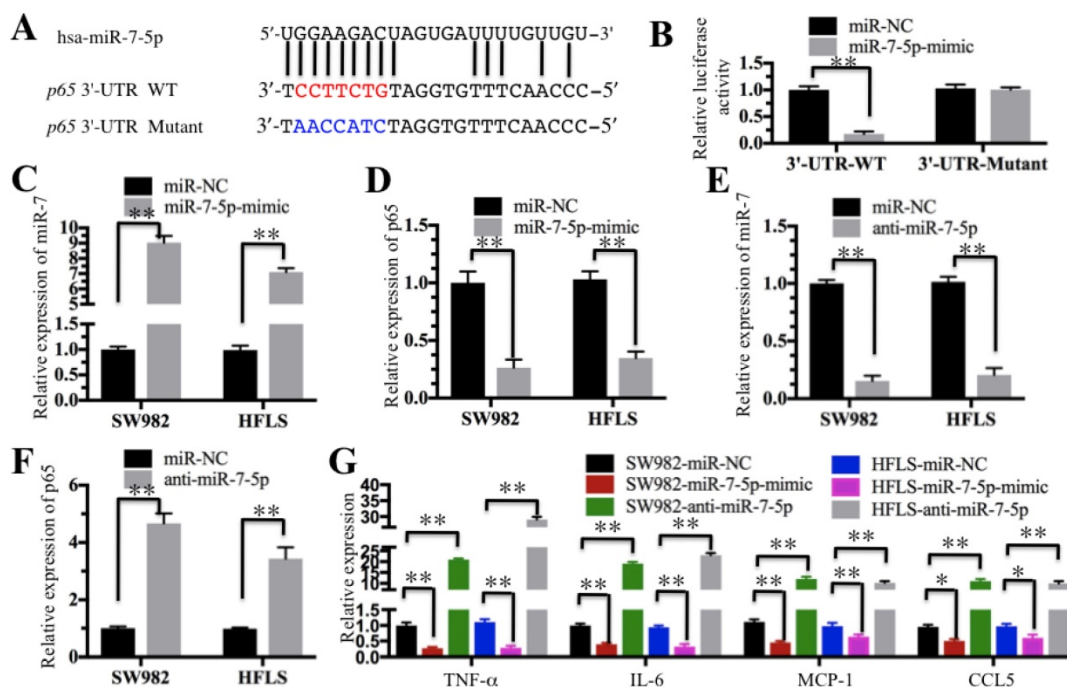 A
hsa-miR-7-5p
5'-UGGAAGACUAGUGAUUUUGUUGU-3'
p65 3'-UTR WT
3'-TCCTTCTGTAGGTGTTTCAACCC-5'
p65 3'-UTR Mutant
3'-TAACCATCTAGGTGTTTCAACCC-5'
B
miR-NC
miR-7-5p-mimic
Relative luciferase
activity
1.5
1.0
0.5
0.0
**
3'-UTR-WT
3'-UTR-Mutant
C
miR-NC
miR-7-5p-mimic
Relative expression of miR-7
10
9
8
7
6
5
1.5
1.0
0.5
0.0
**
**
SW982
HFLS
D
miR-NC
miR-7-5p-mimic
Relative expression of p65
1.5
1.0
0.5
0.0
**
**
SW982
HFLS
E
miR-NC
anti-miR-7-5p
Relative expression of miR-7
1.5
1.0
0.5
0.0
**
**
SW982
HFLS
F
miR-NC
anti-miR-7-5p
Relative expression of p65
6
4
2
0
**
**
SW982
HFLS
G
SW982-miR-NC
SW982-miR-7-5p-mimic
SW982-anti-miR-7-5p
HFLS-miR-NC
HFLS-miR-7-5p-mimic
HFLS-anti-miR-7-5p
Relative expression
40
35
30
25
20
15
10
1.5
1.0
0.5
0.0
**
**
**
**
**
**
**
**
**
**
**
**
**
*
**
*
TNF-α
IL-6
MCP-1
CCL5